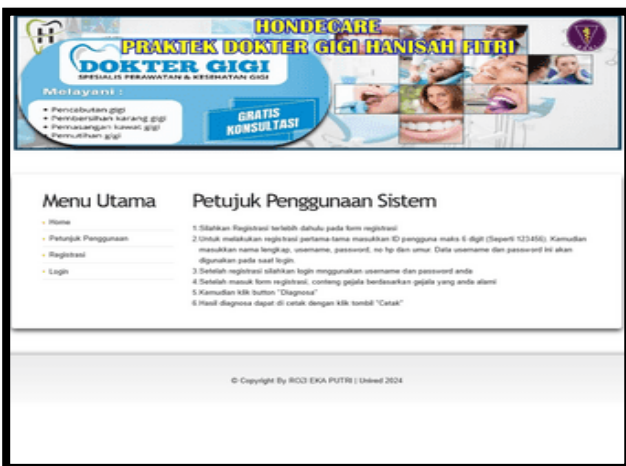 HONDECARE
PRAKTEK DOKTER GIGI HANISAH FITRI
H
DOKTER GIGI
SPESIALIS PERAWATAN & KESEHATAN GIGI
Melayani :
• Pencabutan gigi
• Pembersihan karang gigi
• Pemasangan kawat gigi
• Pemutihan gigi
GRATIS
KONSULTASI
Menu Utama
Home
Petunjuk Penggunaan
Registrasi
Login
Petujuk Penggunaan Sistem
1.Silahkan Registrasi terlebih dahulu pada form registrasi
2.Untuk melakukan registrasi pertama-tama masukkan ID pengguna maks 6 digit (Seperti 123456). Kemudian
masukkan nama lengkap, username, password, no hp dan umur. Data username dan password ini akan
digunakan pada saat login.
3.Setelah registrasi silahkan login mnggunakan username dan password anda
4.Setelah masuk form registrasi, conteng gejala berdasarkan gejala yang anda alami
5.Kemudian klik button "Diagnosa"
6.Hasil diagnosa dapat di cetak dengan klik tombil "Cetak"
© Copyright By ROZI EKA PUTRI | Unived 2024